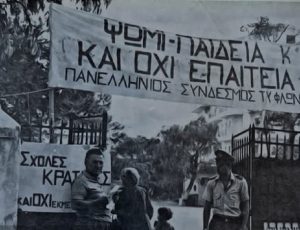 ΨΩΜΙ-ΠΑΙΔΕΙΑ Κ
ΚΑΙ ΟΧΙ ΕΠΑΙΤΕΙΑ
ΠΑΝΕΛΛΗΝΙΟΣ ΣΥΝΔΕΣΜΟΣ ΤΥΦΛΩΝ
ΣΧΟΛΕΣ
ΚΡΑΤ
ΚΑΙ ΟΧΙ ΕΚΜΕ